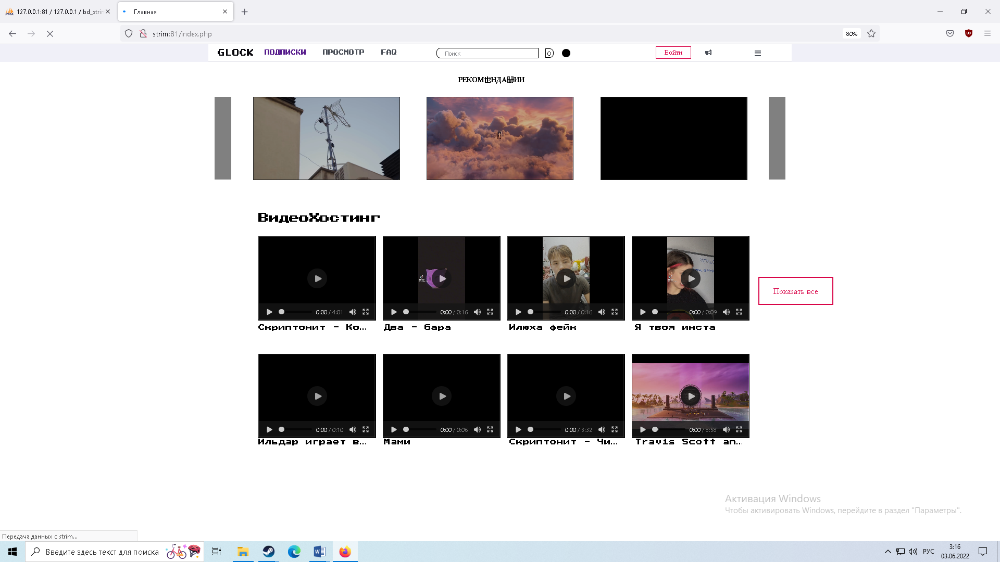 127.0.0.1:81 / 127.0.0.1 / bd_strim
Главная
strim:81/index.php
80%
GLOCK ПОДПИСКИ ПРОСМОТР FAQ
Поиск
Войти
ВидеоХостинг
0:00 / 4:01
0:00 / 0:16
0:00 / 0:16
0:00 / 0:09
Показать все
Скриптонит - Ко...
Два - бара
Илюха фейк
Я твоя инста
0:00 / 0:10
0:00 / 0:06
0:00 / 3:32
0:00 / 8:58
Ильдар играет в...
Мами
Скриптонит - Чи...
Travis Scott an...
Активация Windows
Чтобы активировать Windows, перейдите в раздел "Параметры".
Передача данных с strim...
Введите здесь текст для поиска
РУС
3:16
03.06.2022